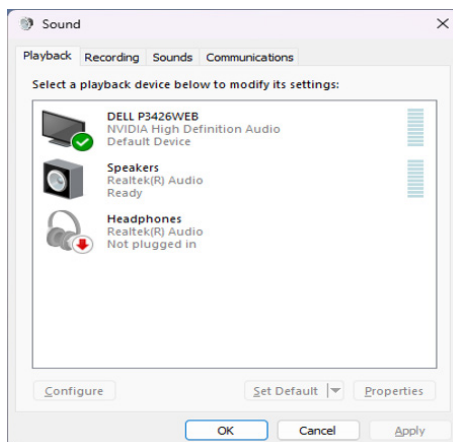 Sound
Playback Recording Sounds Communications
Select a playback device below to modify its settings:
DELL P3426WEB
NVIDIA High Definition Audio
Default Device
Speakers
Realtek(R) Audio
Ready
Headphones
Realtek(R) Audio
Not plugged in
Configure Set Default Properties
OK Cancel Apply